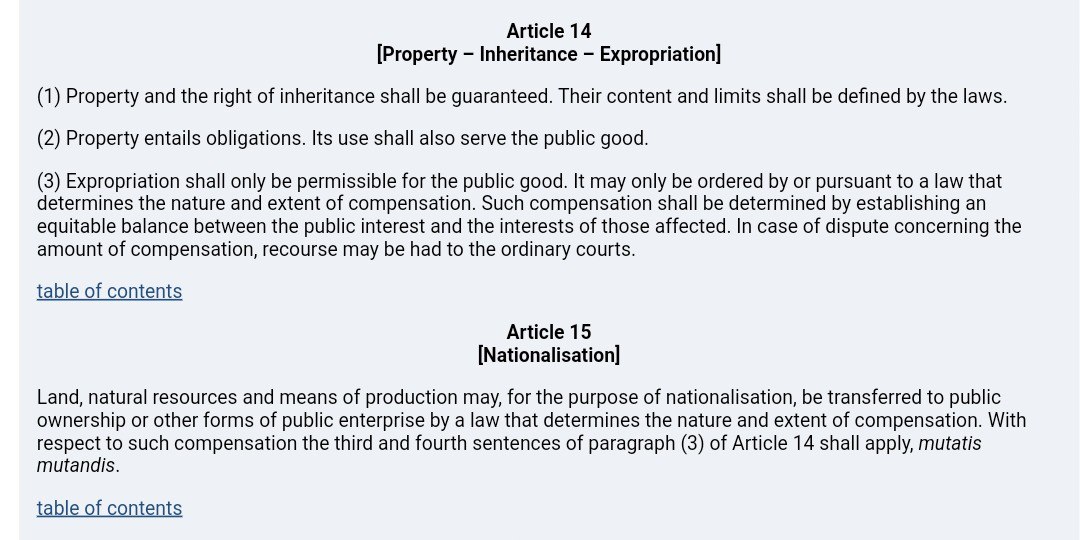 Article 14
[Property – Inheritance – Expropriation]
(1) Property and the right of inheritance shall be guaranteed. Their content and limits shall be defined by the laws.
(2) Property entails obligations. Its use shall also serve the public good.
(3) Expropriation shall only be permissible for the public good. It may only be ordered by or pursuant to a law that
determines the nature and extent of compensation. Such compensation shall be determined by establishing an
equitable balance between the public interest and the interests of those affected. In case of dispute concerning the
amount of compensation, recourse may be had to the ordinary courts.
table of contents
Article 15
[Nationalisation]
Land, natural resources and means of production may, for the purpose of nationalisation, be transferred to public
ownership or other forms of public enterprise by a law that determines the nature and extent of compensation. With
respect to such compensation the third and fourth sentences of paragraph (3) of Article 14 shall apply, mutatis
mutandis.
table of contents